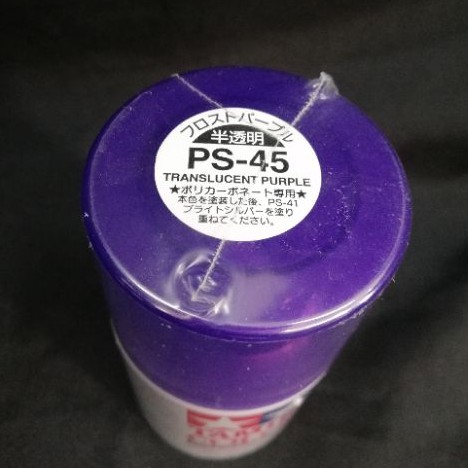 フロストパープル
半透明
PS-45
TRANSLUCENT PURPLE
★ポリカーボネート専用★
本色を塗装した後、PS-41
ブライトシルバーを塗り
重ねてください。